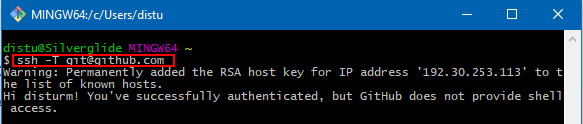 MINGW64:/c/Users/distu
distu@Silverglide MINGW64 ~
$ ssh -T git@github.com
Warning: Permanently added the RSA host key for IP address '192.30.253.113' to t
he list of known hosts.
Hi disturm! You've successfully authenticated, but GitHub does not provide shell
 access.